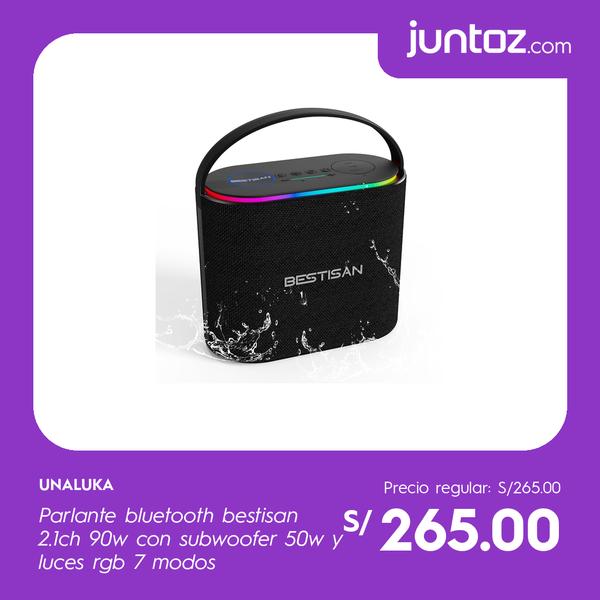 juntoz.com
BESTISAN
BESTISAN
UNALUKA
Precio regular: S/265.00
Parlante bluetooth bestisan
2.1ch 90w con subwoofer 50w y
luces rgb 7 modos
S/ 265.00